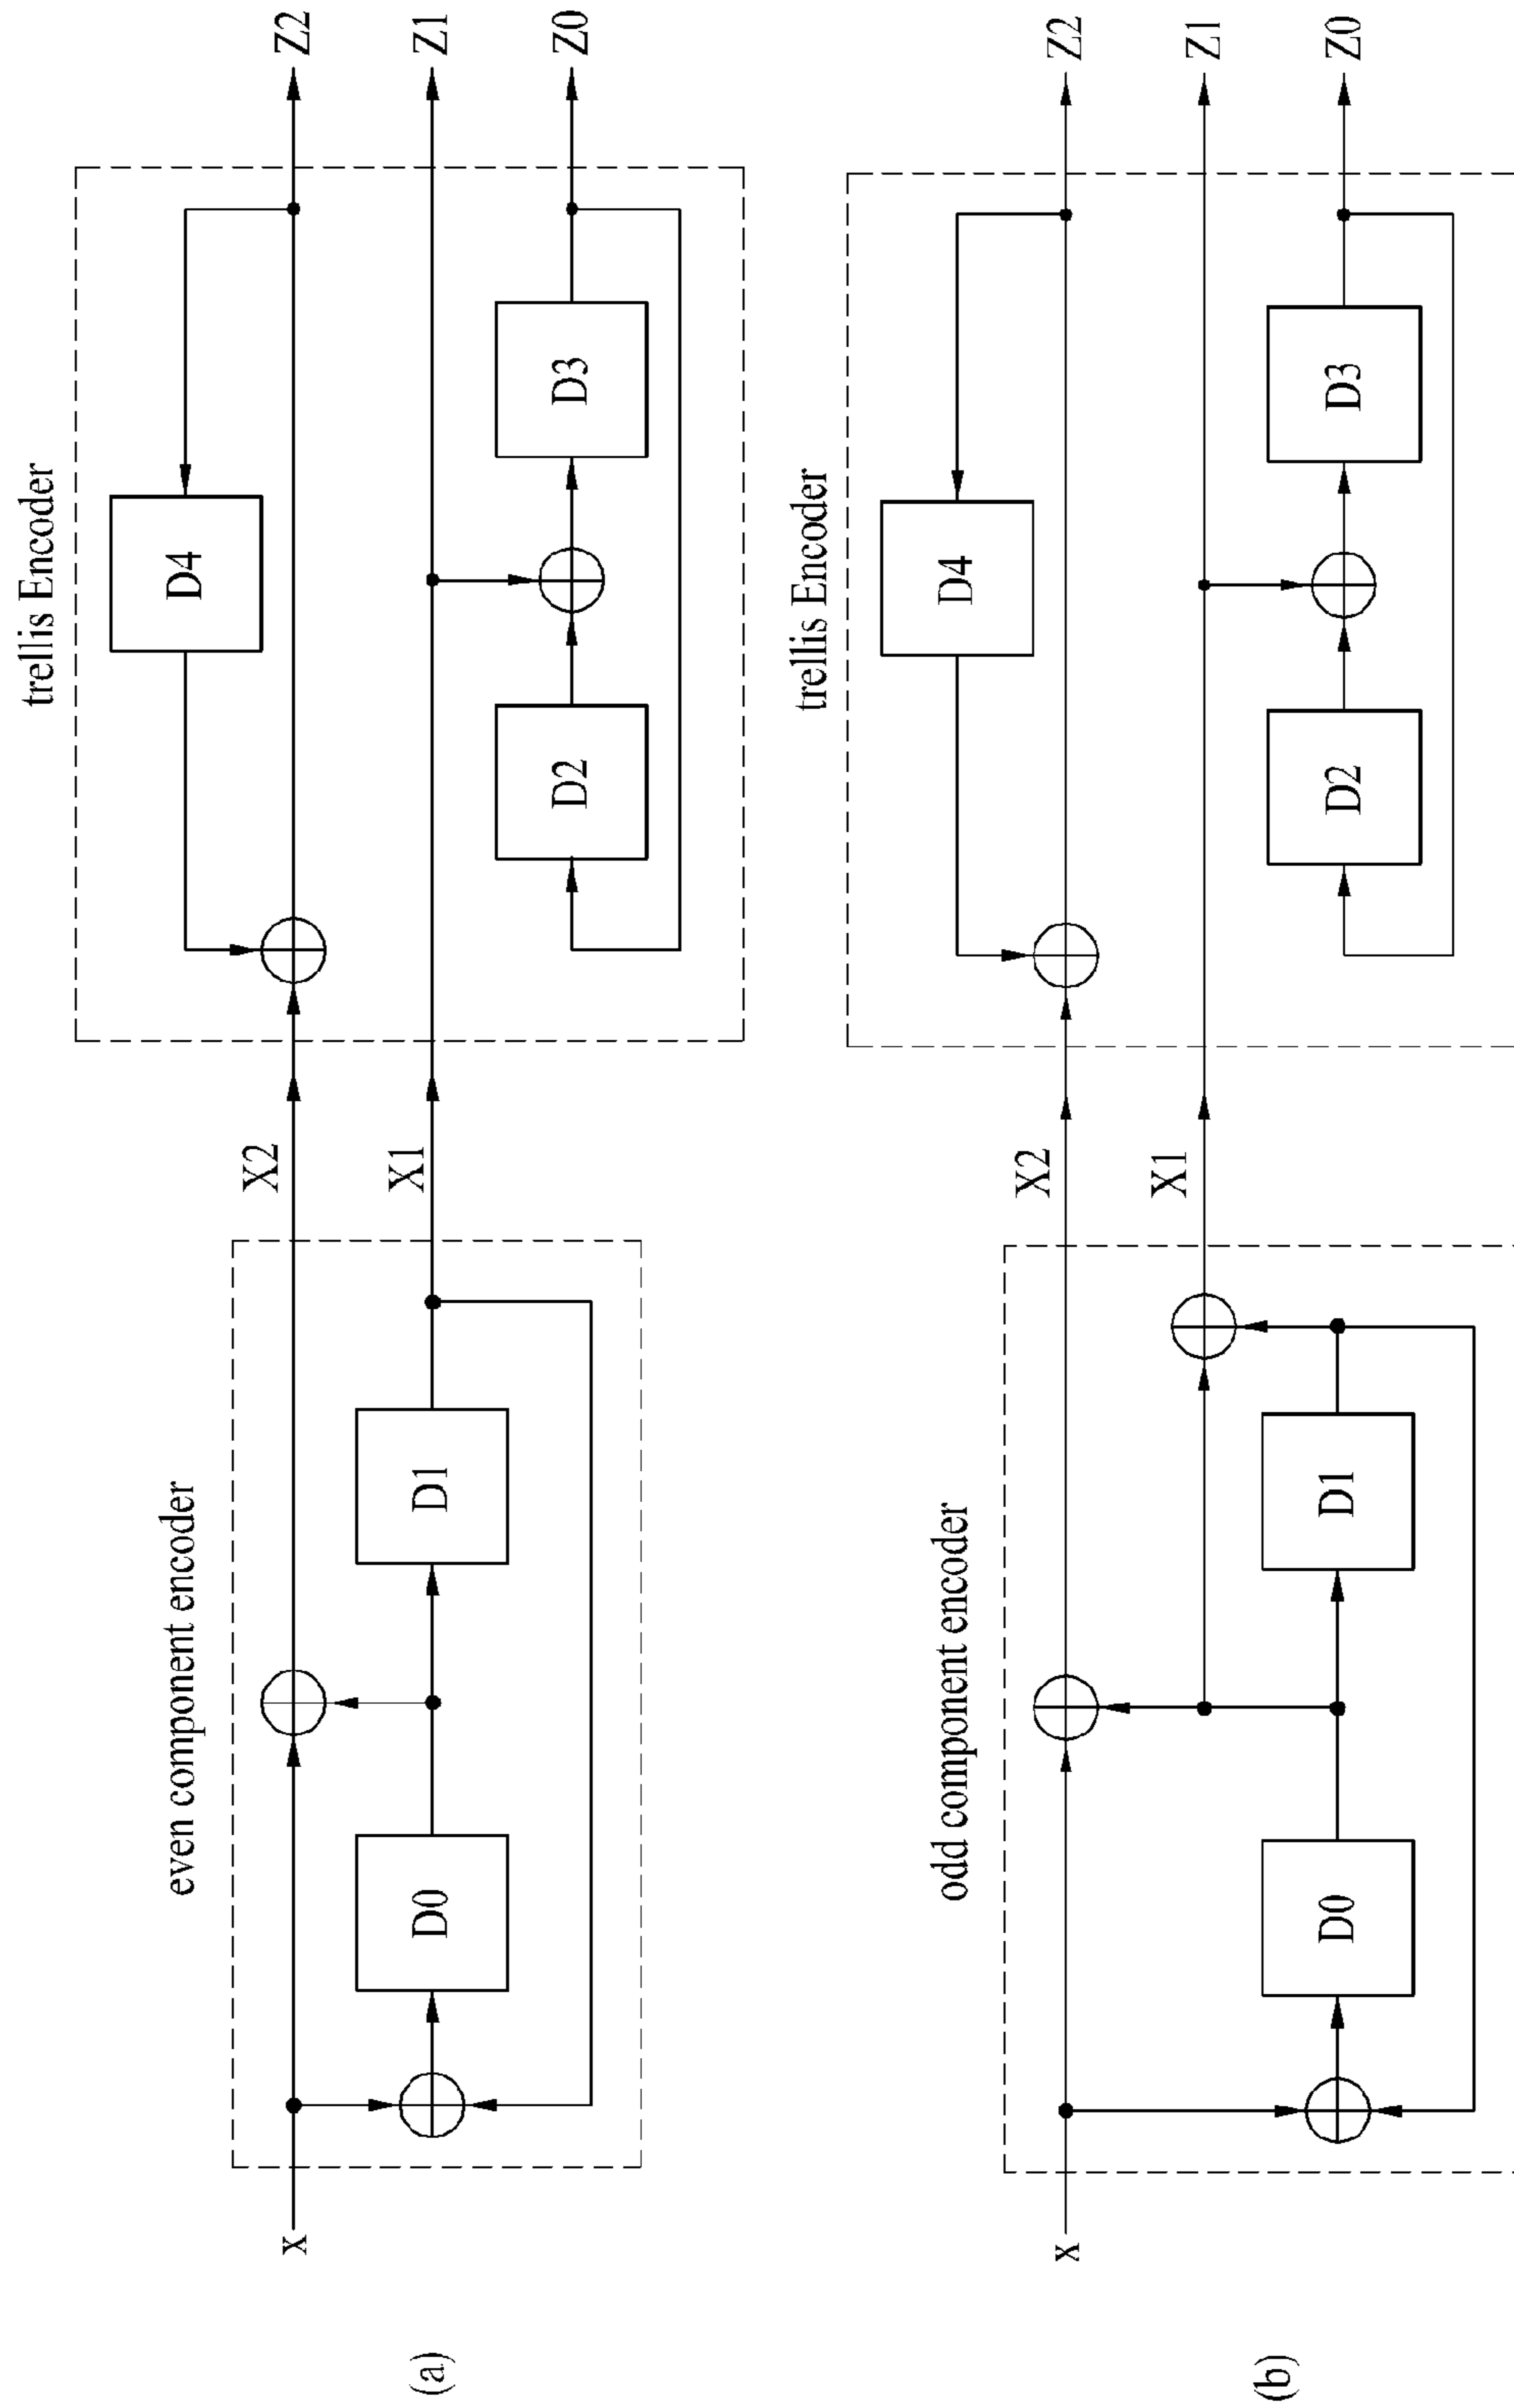 (a)
even component encoder
trellis Encoder
x
D0
D1
X2
X1
D4
D2
D3
Z2
Z1
Z0
(b)
odd component encoder
trellis Encoder
x
D0
D1
X2
X1
D4
D2
D3
Z2
Z1
Z0